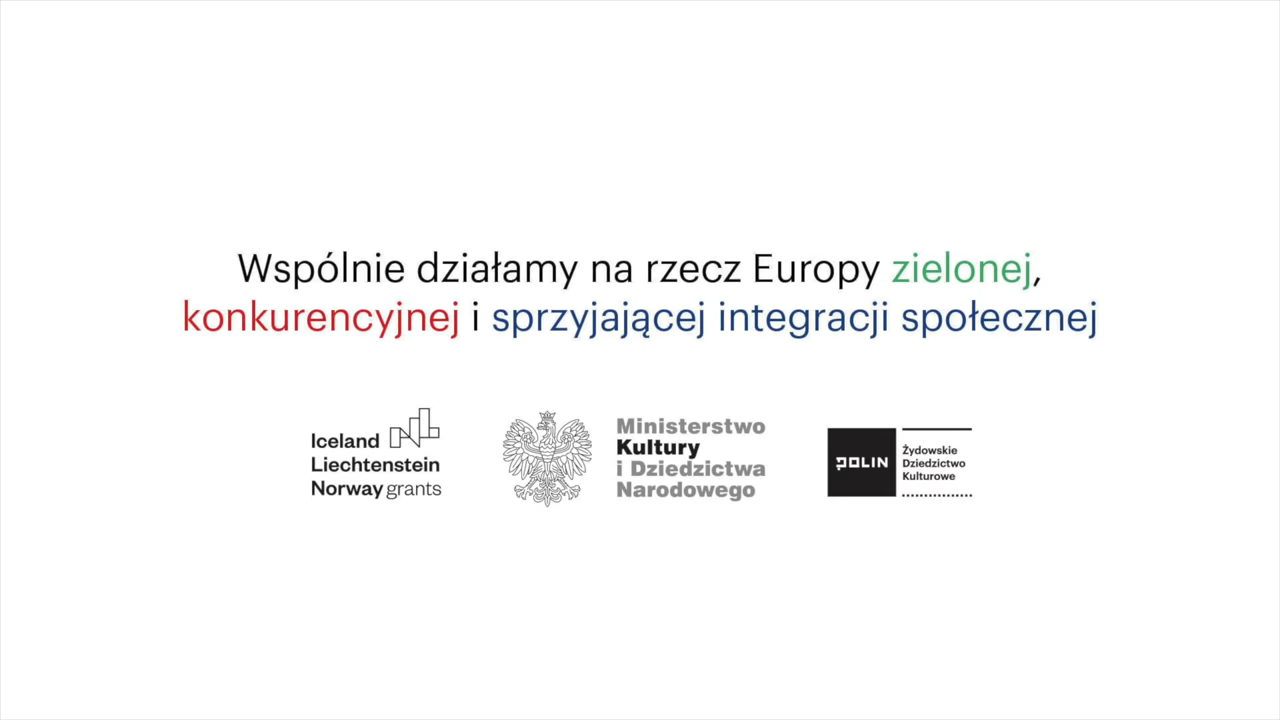 Wspólnie działamy na rzecz Europy zielonej,
konkurencyjnej i sprzyjającej integracji społecznej
Iceland
Liechtenstein
Norway grants
Ministerstwo
Kultury
i Dziedzictwa
Narodowego
POLIN
Żydowskie
Dziedzictwo
Kulturowe